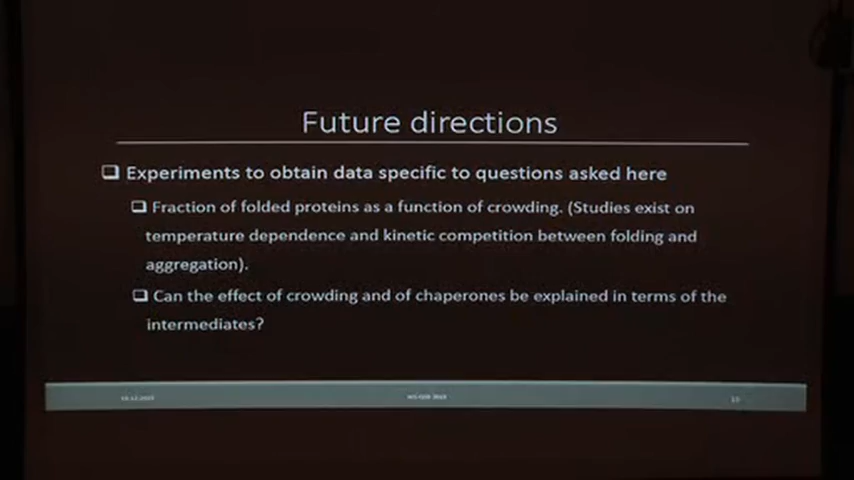 Future directions
Experiments to obtain data specific to questions asked here
Fraction of folded proteins as a function of crowding. (Studies exist on
temperature dependence and kinetic competition between folding and
aggregation).
Can the effect of crowding and of chaperones be explained in terms of the
intermediates?